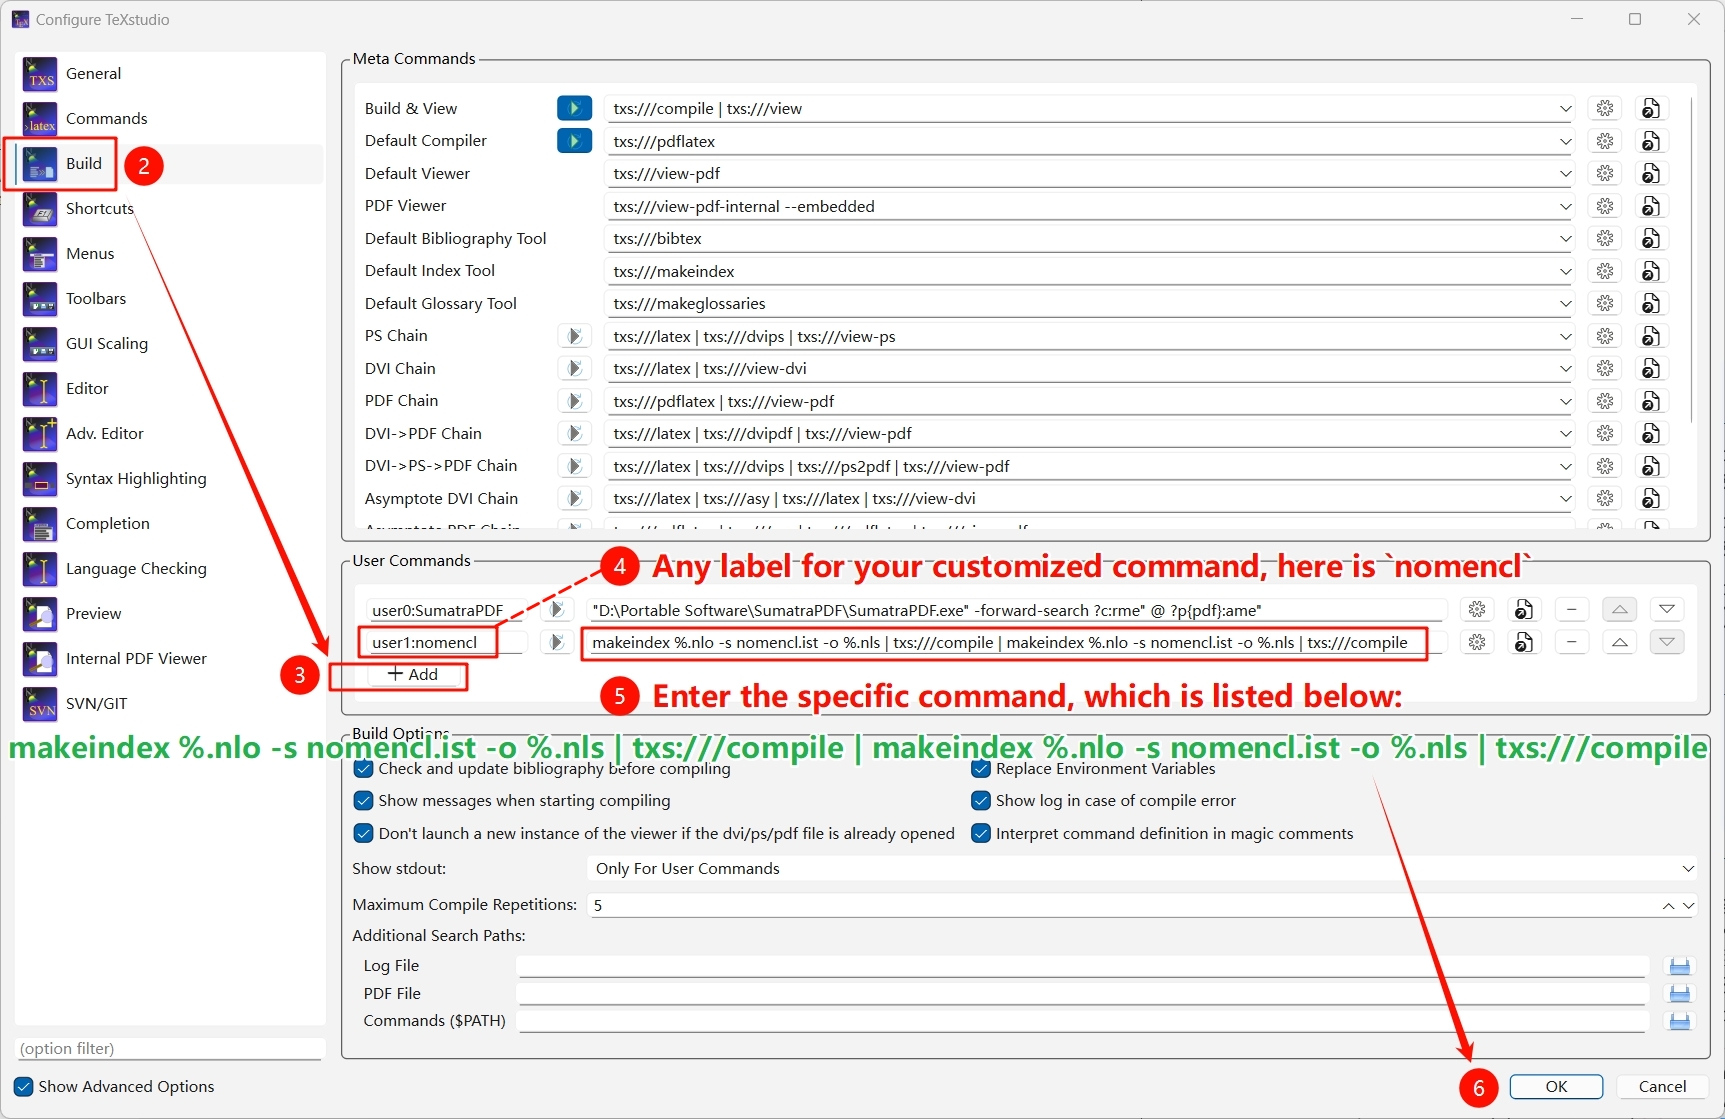 Configure TeXstudio
General
Commands
Build
2
Shortcuts
Menus
Toolbars
GUI Scaling
Editor
Adv. Editor
Syntax Highlighting
Completion
Language Checking
Preview
Internal PDF Viewer
SVN/GIT
(option filter)
Show Advanced Options
Meta Commands
Build & View txs:///compile | txs:///view
Default Compiler txs:///pdflatex
Default Viewer txs:///view-pdf
PDF Viewer txs:///view-pdf-internal --embedded
Default Bibliography Tool txs:///bibtex
Default Index Tool txs:///makeindex
Default Glossary Tool txs:///makeglossaries
PS Chain txs:///latex | txs:///dvips | txs:///view-ps
DVI Chain txs:///latex | txs:///view-dvi
PDF Chain txs:///pdflatex | txs:///view-pdf
DVI->PDF Chain txs:///latex | txs:///dvipdf | txs:///view-pdf
DVI->PS->PDF Chain txs:///latex | txs:///dvips | txs:///ps2pdf | txs:///view-pdf
Asymptote DVI Chain txs:///latex | txs:///asy | txs:///latex | txs:///view-dvi
User Commands
4 Any label for your customized command, here is `nomencl`
user0:SumatraPDF "D:\Portable Software\SumatraPDF\SumatraPDF.exe" -forward-search ?c:rme" @ ?p{pdf}:ame"
user1:nomencl makeindex %.nlo -s nomencl.ist -o %.nls | txs:///compile | makeindex %.nlo -s nomencl.ist -o %.nls | txs:///compile
3 + Add
5 Enter the specific command, which is listed below:
Build Options
makeindex %.nlo -s nomencl.ist -o %.nls | txs:///compile | makeindex %.nlo -s nomencl.ist -o %.nls | txs:///compile
Check and update bibliography before compiling Replace Environment Variables
Show messages when starting compiling Show log in case of compile error
Don't launch a new instance of the viewer if the dvi/ps/pdf file is already opened Interpret command definition in magic comments
Show stdout: Only For User Commands
Maximum Compile Repetitions: 5
Additional Search Paths:
Log File
PDF File
Commands ($PATH)
6 OK Cancel